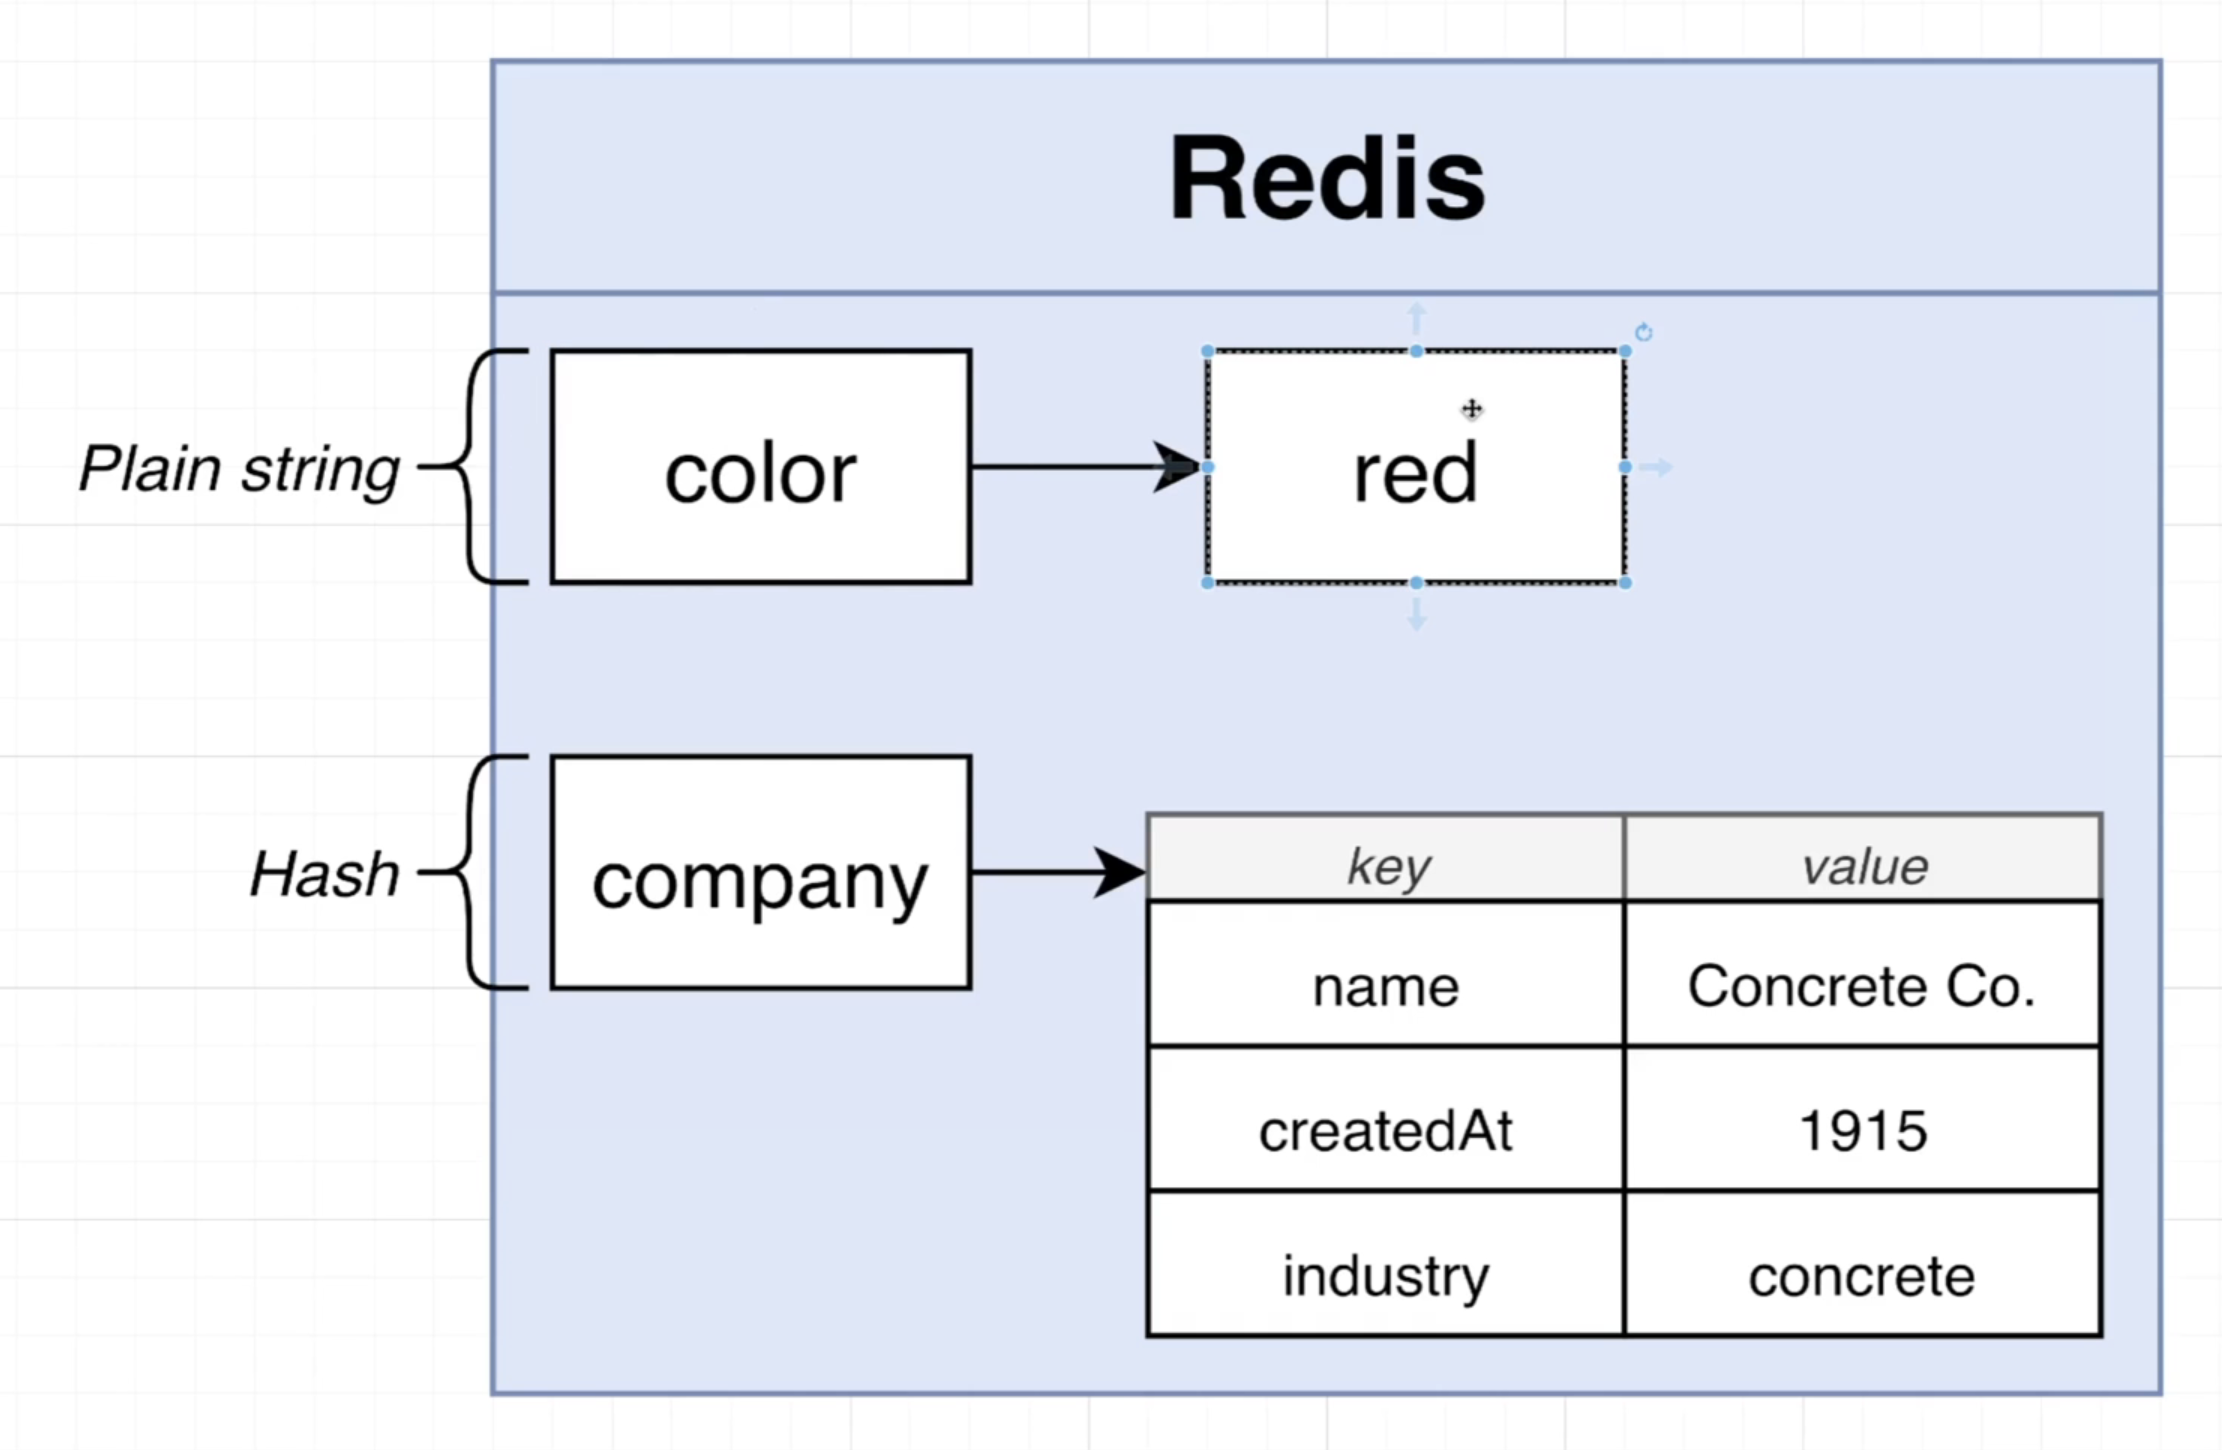 Redis
Plain string
color
red
Hash
company
key value
name Concrete Co.
createdAt 1915
industry concrete